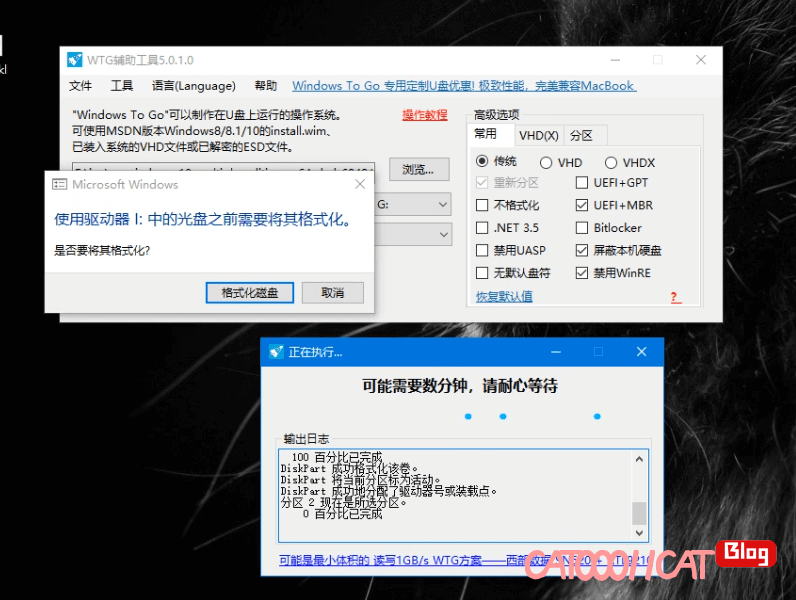 kl
WTG辅助工具5.0.1.0
文件 工具 语言(Language) 帮助 Windows To Go 专用定制U盘优惠! 极致性能，完美兼容MacBook
"Windows To Go"可以制作在U盘上运行的操作系统。
可使用MSDN版本Windows8/8.1/10的install.wim、
已装入系统的VHD文件或已解密的ESD文件。
操作教程
浏览...
G:
高级选项
常用 VHD(X) 分区
传统 VHD VHDX
重新分区 UEFI+GPT
不格式化 UEFI+MBR
.NET 3.5 Bitlocker
禁用UASP 屏蔽本机硬盘
无默认盘符 禁用WinRE
恢复默认值 ?
Microsoft Windows
使用驱动器 I: 中的光盘之前需要将其格式化。
是否要将其格式化?
格式化磁盘 取消
正在执行...
可能需要数分钟，请耐心等待
输出日志
100 百分比已完成
DiskPart 成功格式化该卷。
DiskPart 将当前分区标为活动。
DiskPart 成功地分配了驱动器号或装载点。
分区 2 现在是所选分区。
0 百分比已完成
可能是最小体积的 读写1GB/s WTG方案——西部数据
CATOOOHCAT Blog